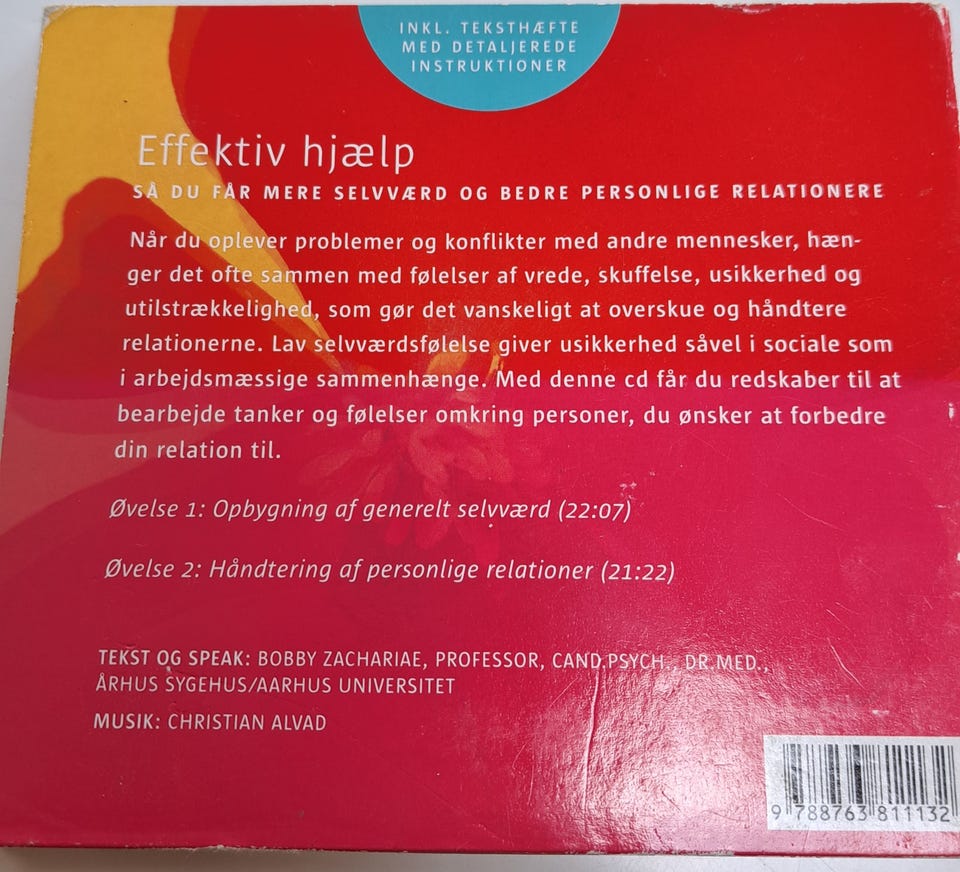 INKL. TEKSTHÆFTE
MED DETALJEREDE
INSTRUKTIONER
Effektiv hjælp
SÅ DU FÅR MERE SELVVÆRD OG BEDRE PERSONLIGE RELATIONERE
Når du oplever problemer og konflikter med andre mennesker, hæn-
ger det ofte sammen med følelser af vrede, skuffelse, usikkerhed og
utilstrækkelighed, som gør det vanskeligt at overskue og håndtere
relationerne. Lav selvværdsfølelse giver usikkerhed såvel i sociale som
i arbejdsmæssige sammenhænge. Med denne cd får du redskaber til at
bearbejde tanker og følelser omkring personer, du ønsker at forbedre
din relation til.
Øvelse 1: Opbygning af generelt selvværd (22:07)
Øvelse 2: Håndtering af personlige relationer (21:22)
TEKST OG SPEAK: BOBBY ZACHARIAE, PROFESSOR, CAND.PSYCH., DR.MED.,
ÅRHUS SYGEHUS/AARHUS UNIVERSITET
MUSIK: CHRISTIAN ALVAD
9 788763 811132